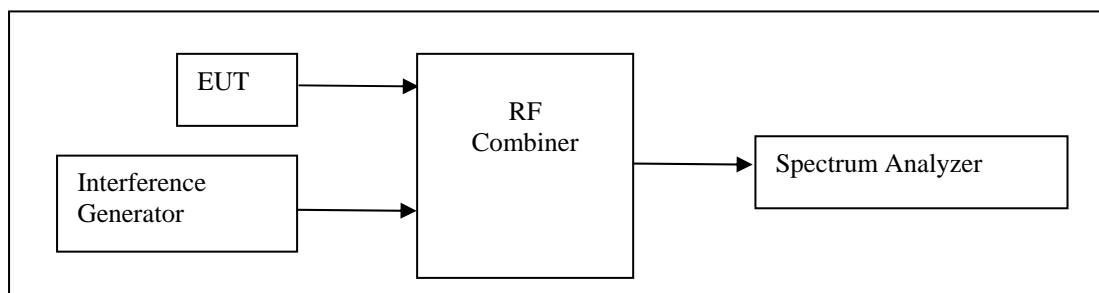 EUT
RF
Combiner
Spectrum Analyzer
Interference
Generator